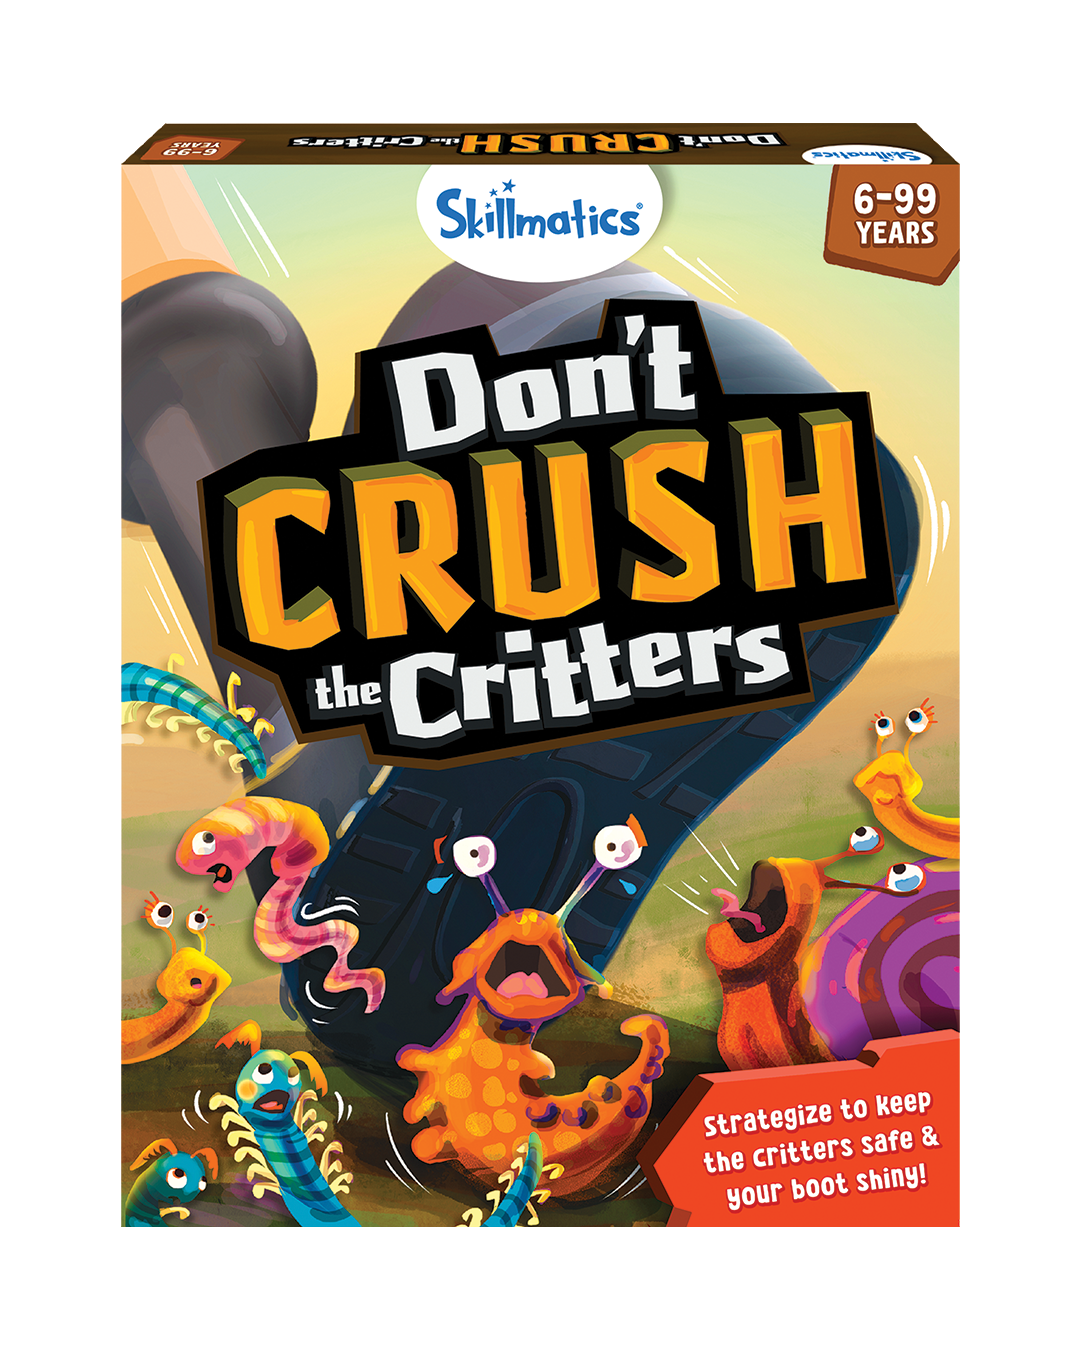 6-99
YEARS
Don't CRUSH the Critters
Skillmatics
Skillmatics®
6-99
YEARS
Don't
CRUSH
the Critters
Strategize to keep
the critters safe &
your boot shiny!